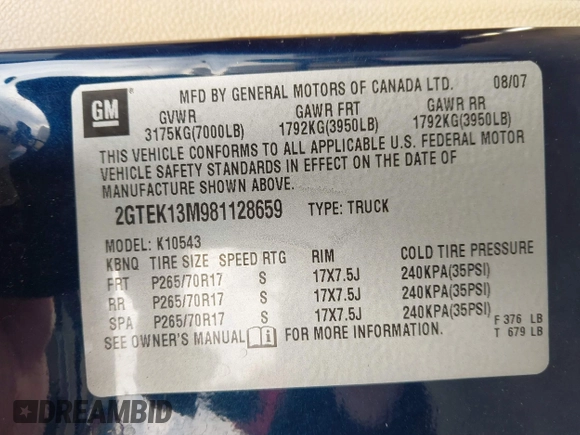 GM
MFD BY GENERAL MOTORS OF CANADA LTD. 08/07
GVWR GAWR FRT GAWR RR
3175KG(7000LB) 1792KG(3950LB) 1792KG(3950LB)
THIS VEHICLE CONFORMS TO ALL APPLICABLE U.S. FEDERAL MOTOR
VEHICLE SAFETY STANDARDS IN EFFECT ON THE DATE OF
MANUFACTURE SHOWN ABOVE.
2GTEK13M981128659 TYPE: TRUCK
MODEL: K10543
KBNQ TIRE SIZE SPEED RTG RIM COLD TIRE PRESSURE
FRT P265/70R17 S 17X7.5J 240KPA(35PSI)
RR P265/70R17 S 17X7.5J 240KPA(35PSI)
SPA P265/70R17 S 17X7.5J 240KPA(35PSI)
SEE OWNER'S MANUAL FOR MORE INFORMATION.
F 376 LB
T 679 LB
DREAMBID